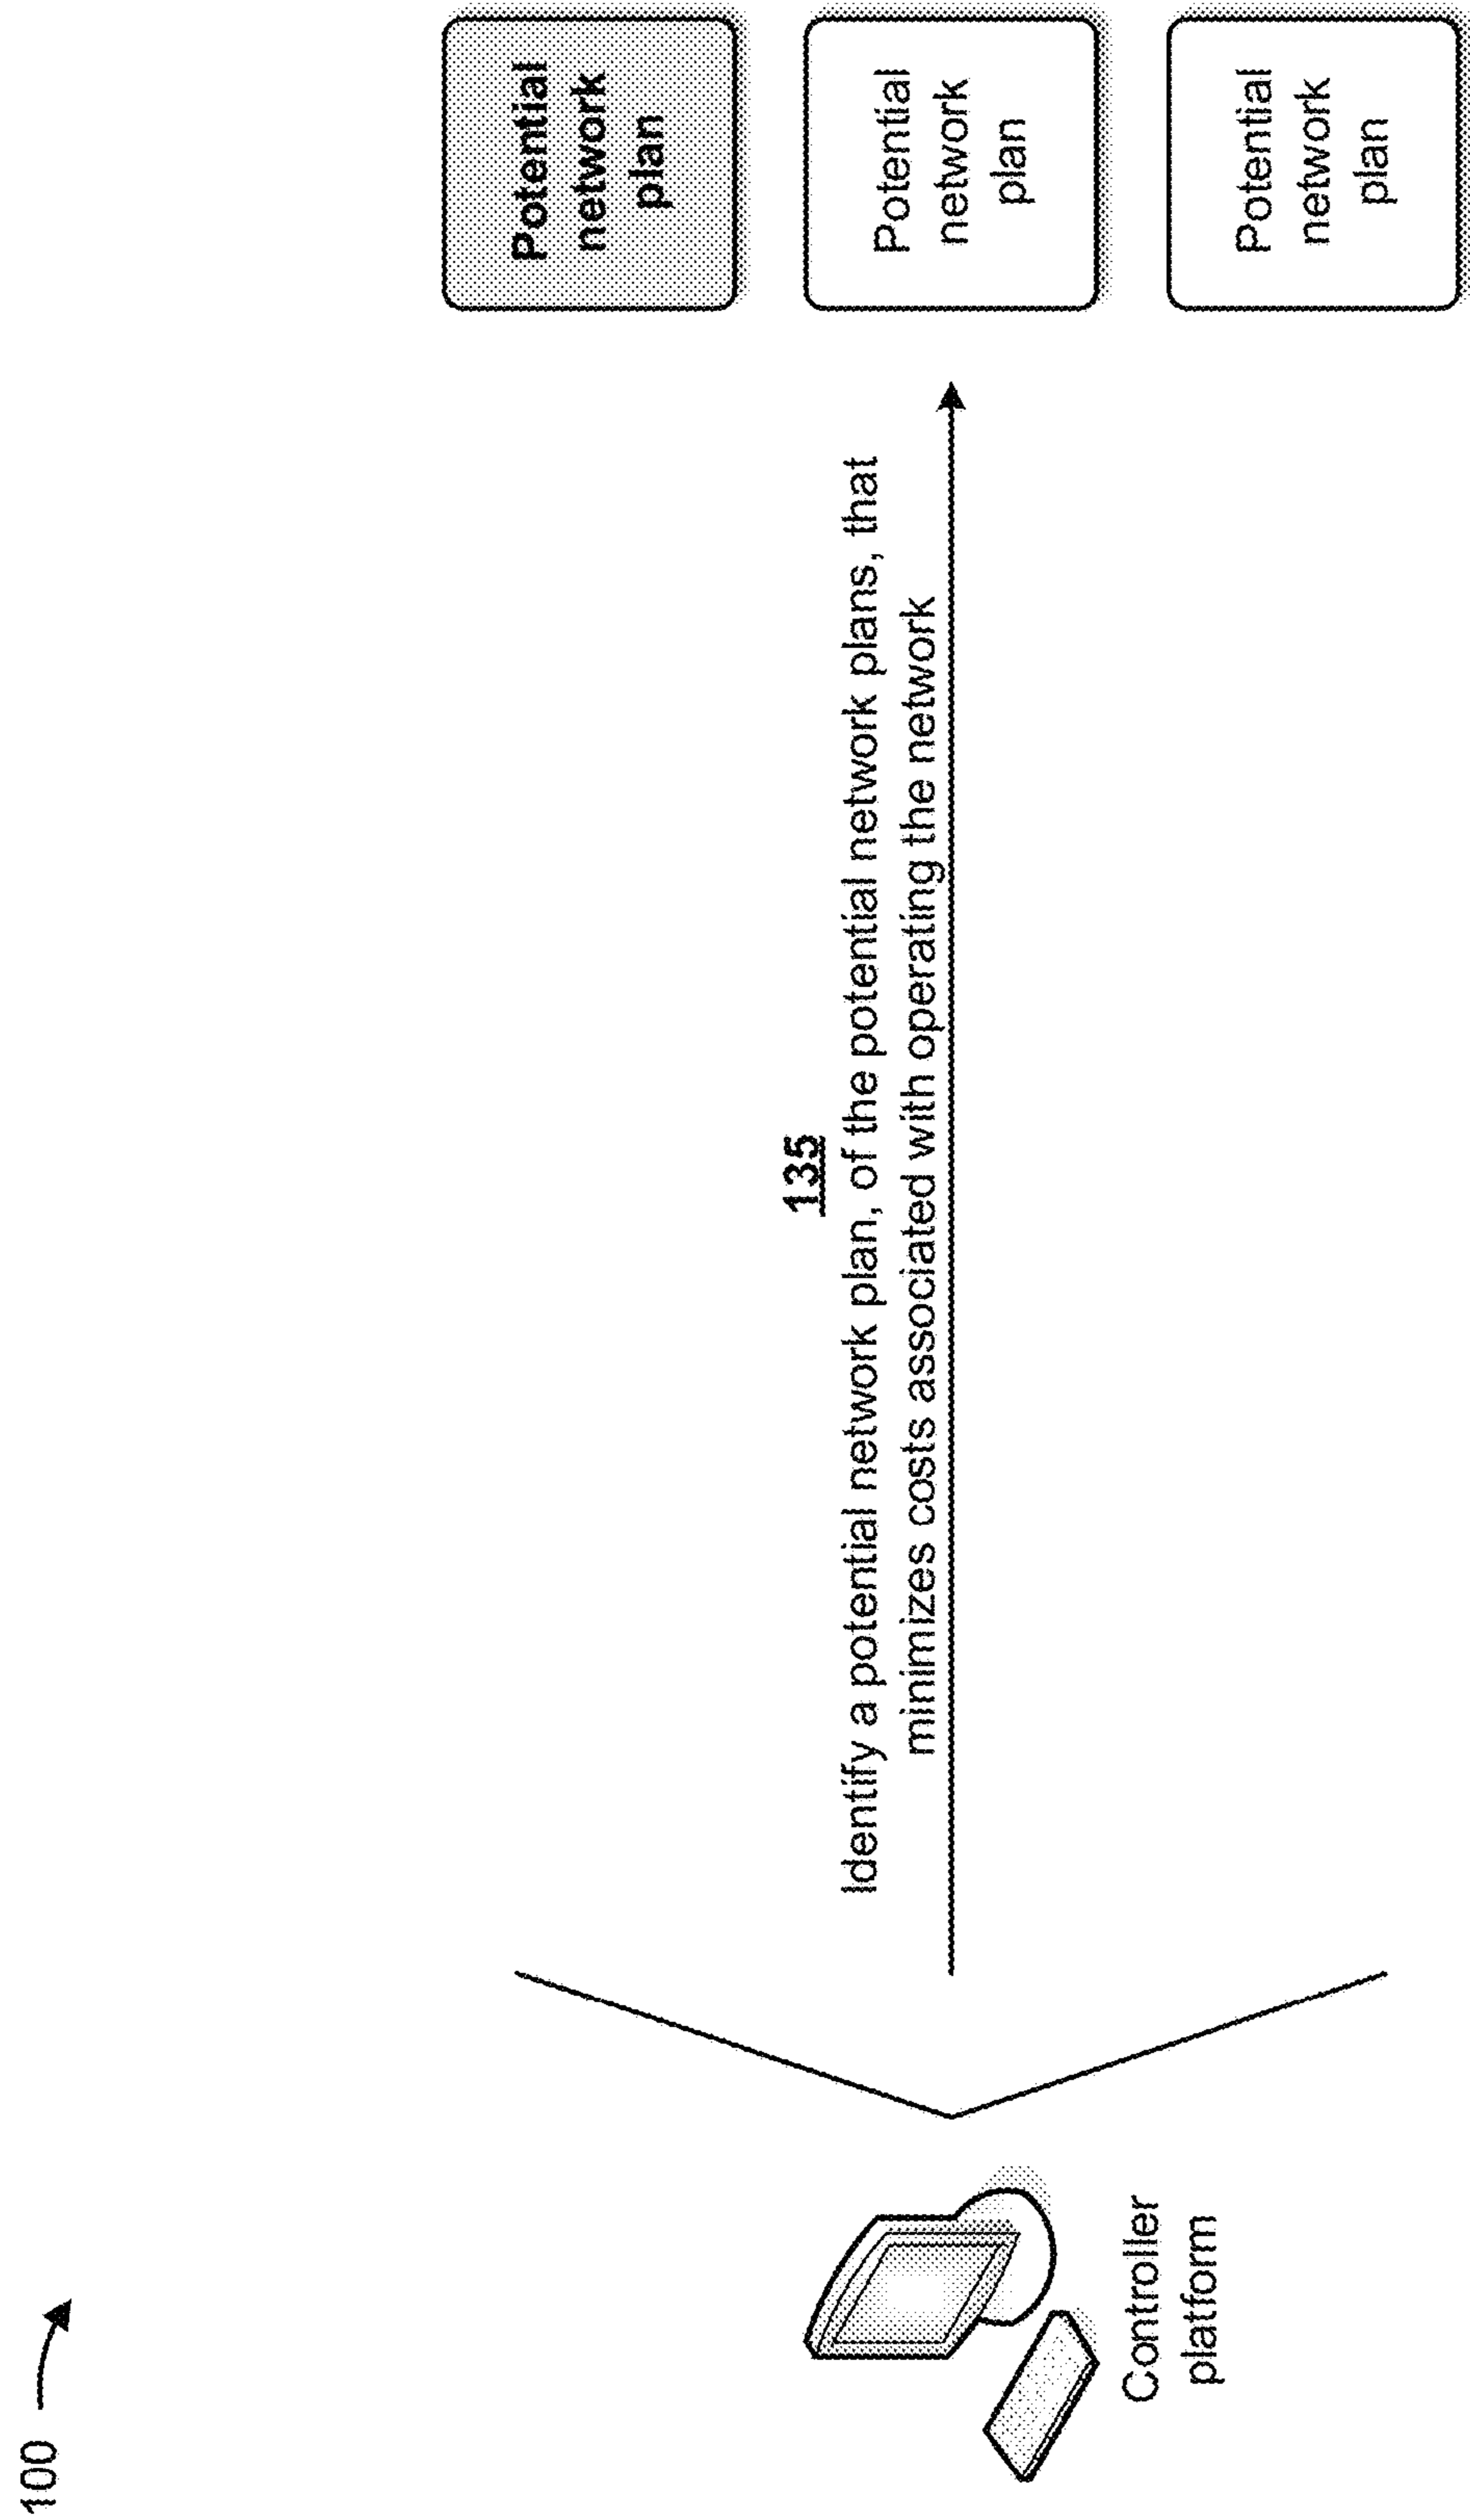 100
135
Identify a potential network plan, of the potential network plans, that
minimizes costs associated with operating the network
Controller
platform
Potential
network
plan
Potential
network
plan
Potential
network
plan